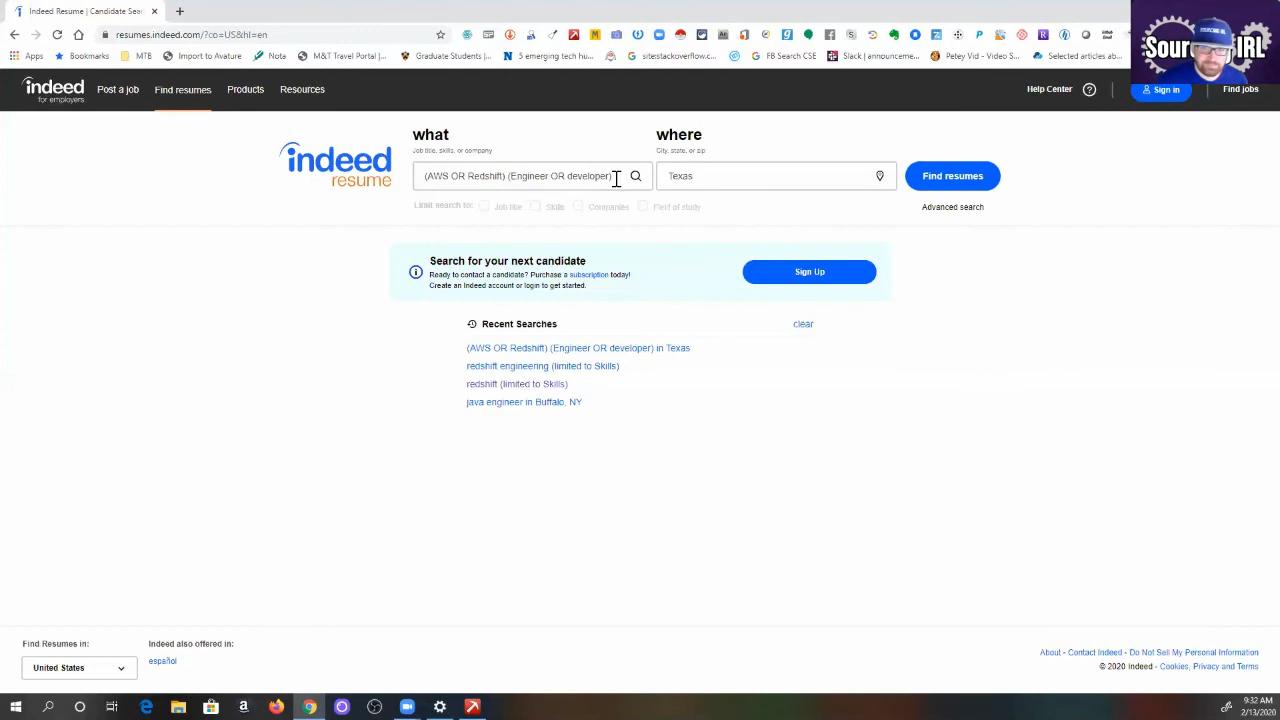 Indeed Resume | Candidate Sea
resumes.indeed.com/?co=US&hl=en
Apps
Bookmarks
MTB
Import to Avature
Nota
M&T Travel Portal |...
Graduate Students |...
5 emerging tech hu...
site:stackoverflow.c...
FB Search CSE
Slack | announceme...
Petey Vid - Video S...
Selected articles ab...
indeed
for employers
Post a job
Find resumes
Products
Resources
Help Center
Sign in
Find jobs
indeed
resume
what
Job title, skills, or company
(AWS OR Redshift) (Engineer OR developer)
where
City, state, or zip
Texas
Find resumes
Advanced search
Limit search to:
Job title
Skills
Companies
Field of study
Search for your next candidate
Ready to contact a candidate? Purchase a subscription today!
Create an Indeed account or login to get started.
Sign Up
Recent Searches
clear
(AWS OR Redshift) (Engineer OR developer) in Texas
redshift engineering (limited to Skills)
redshift (limited to Skills)
java engineer in Buffalo, NY
Find Resumes in:
United States
Indeed also offered in:
español
About - Contact Indeed - Do Not Sell My Personal Information
© 2020 Indeed - Cookies, Privacy and Terms
9:32 AM
2/13/2020